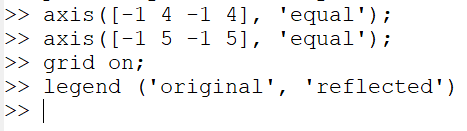 >> axis([-1 4 -1 4], 'equal');
>> axis([-1 5 -1 5], 'equal');
>> grid on;
>> legend ('original', 'reflected')
>>